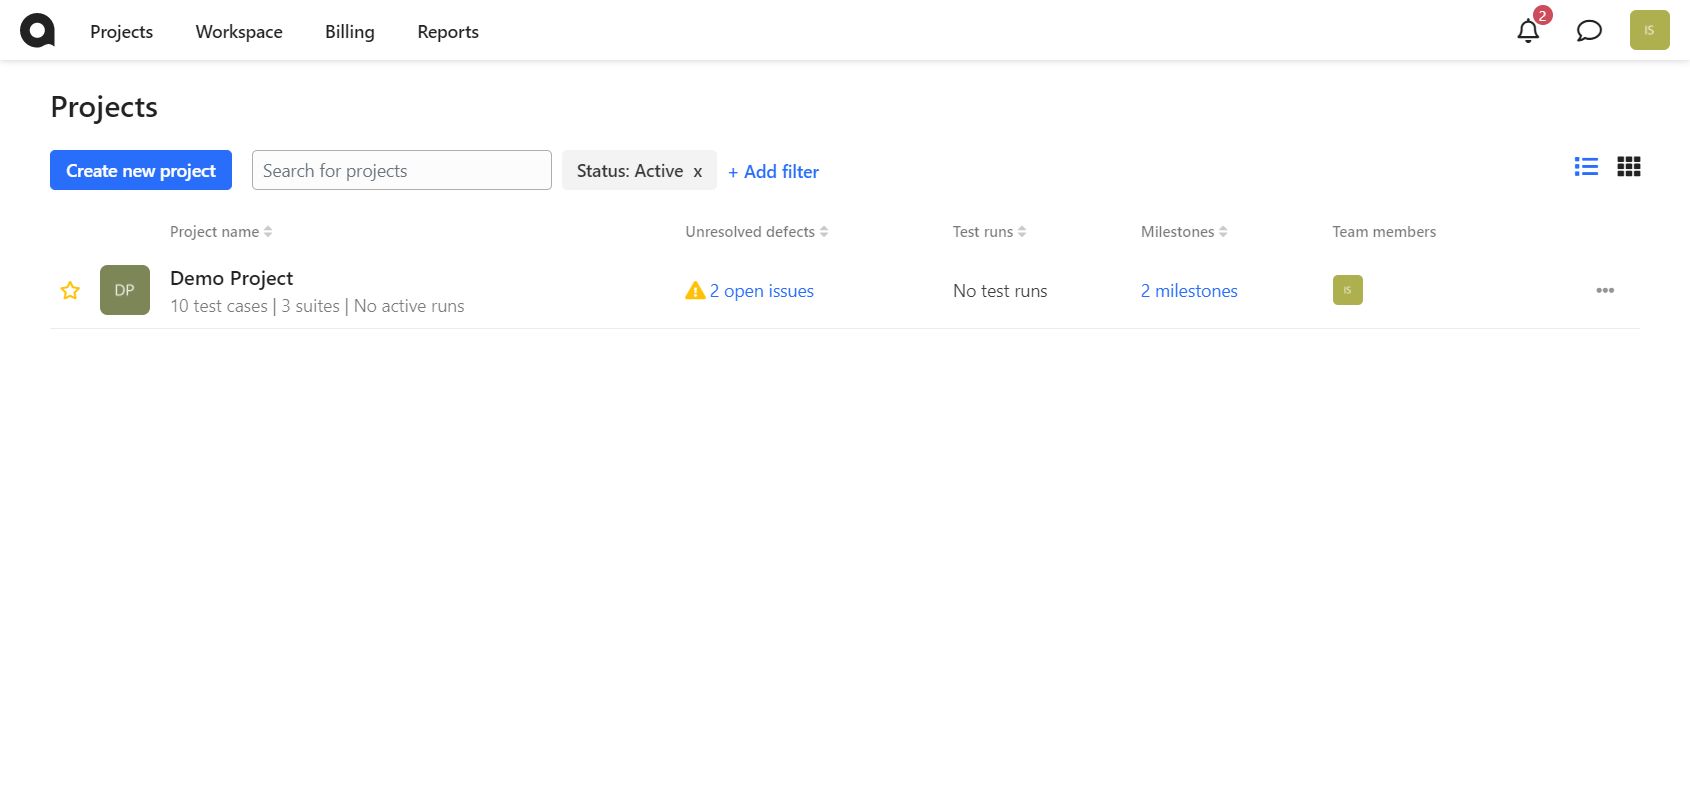 Projects Workspace Billing Reports 2 IS
Projects
Create new project Search for projects Status: Active x + Add filter
Project name Unresolved defects Test runs Milestones Team members
DP Demo Project 2 open issues No test runs 2 milestones IS
10 test cases | 3 suites | No active runs